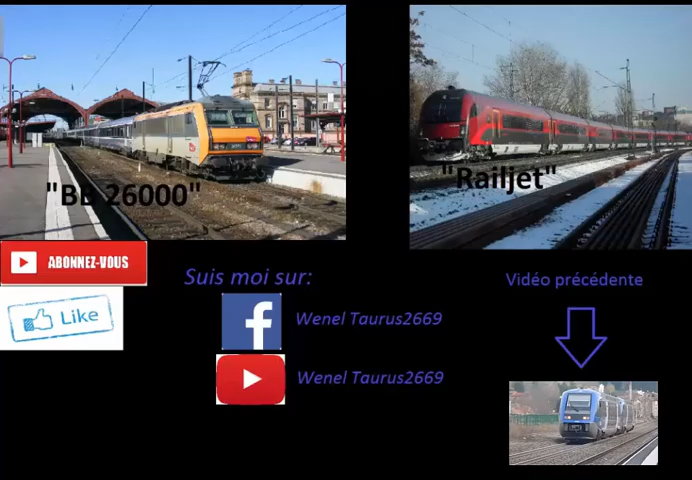 "BB 26000"
"Railjet"
ABONNEZ-VOUS
Like
Suis moi sur:
f
Wenel Taurus2669
Wenel Taurus2669
Vidéo précédente